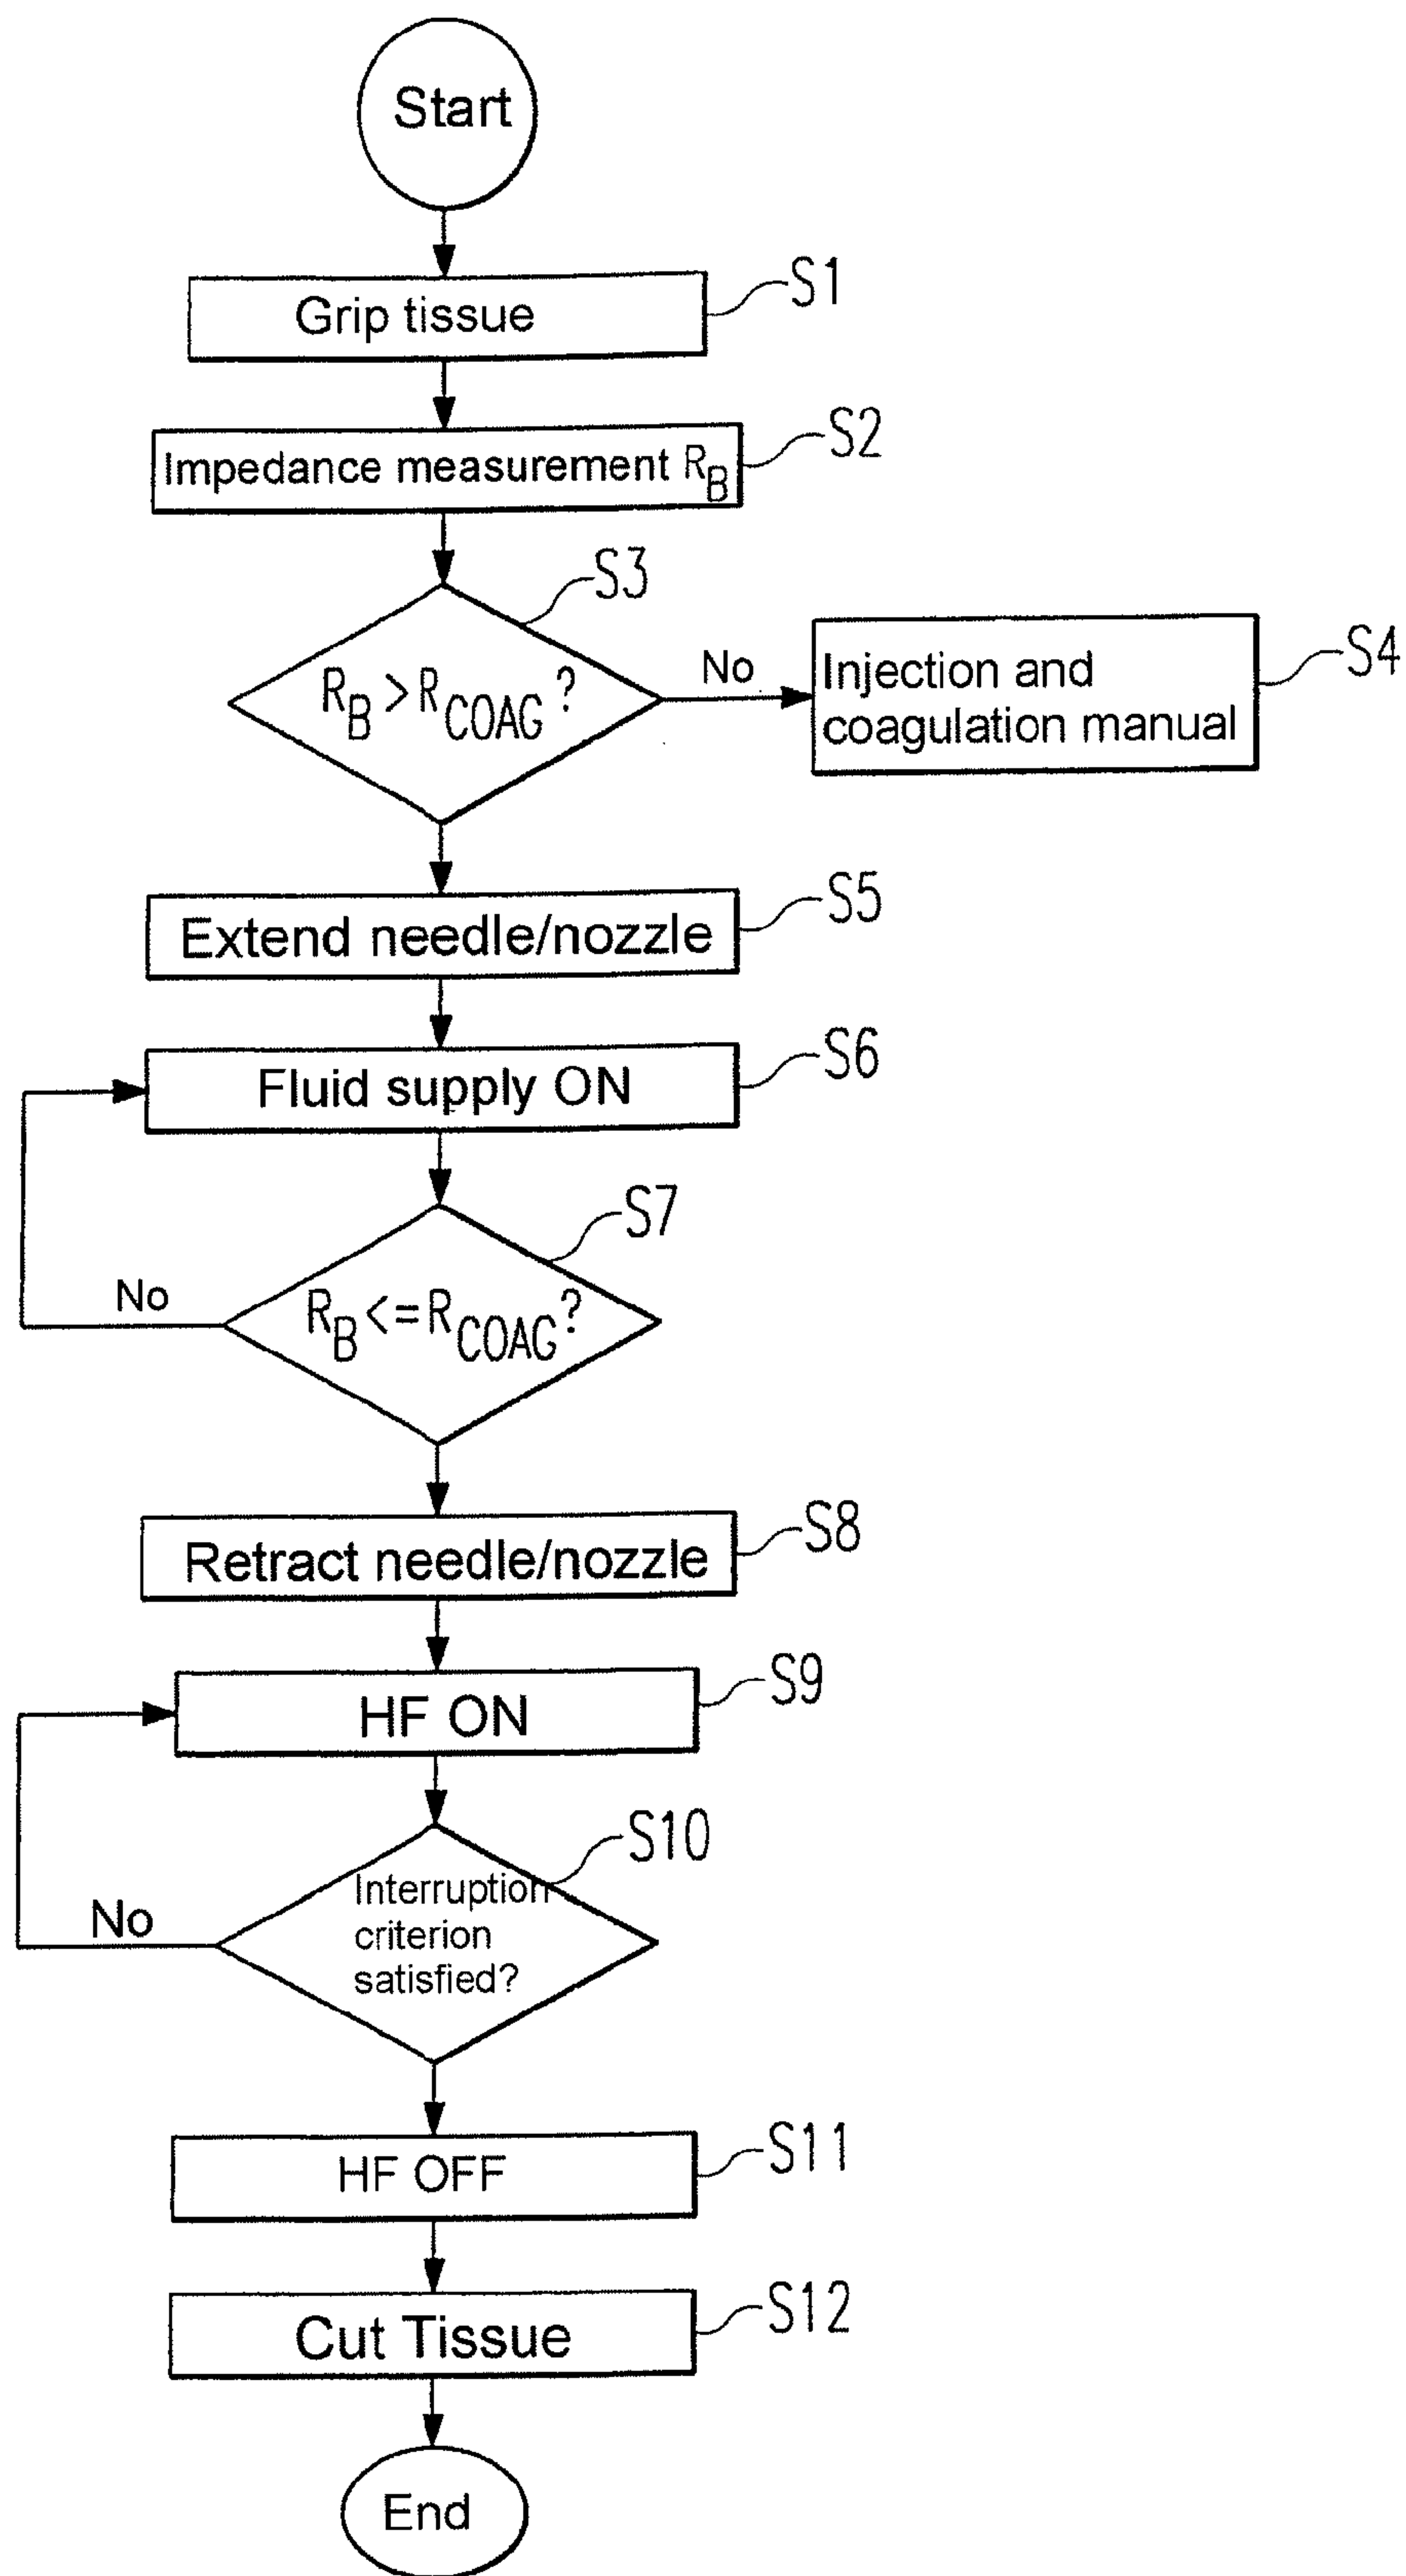 Start
Grip tissue
S1
Impedance measurement R_B
S2
S3
R_B > R_COAG ?
No
Injection and
coagulation manual
S4
Extend needle/nozzle
S5
Fluid supply ON
S6
S7
R_B <= R_COAG ?
No
Retract needle/nozzle
S8
HF ON
S9
S10
Interruption
criterion
satisfied?
No
HF OFF
S11
Cut Tissue
S12
End